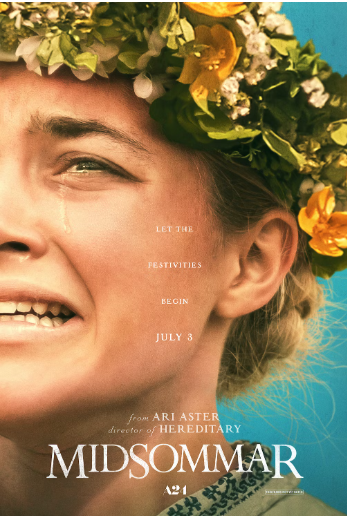 LET THE
FESTIVITIES
BEGIN
JULY 3
from ARI ASTER
director of HEREDITARY
MIDSOMMAR
A24